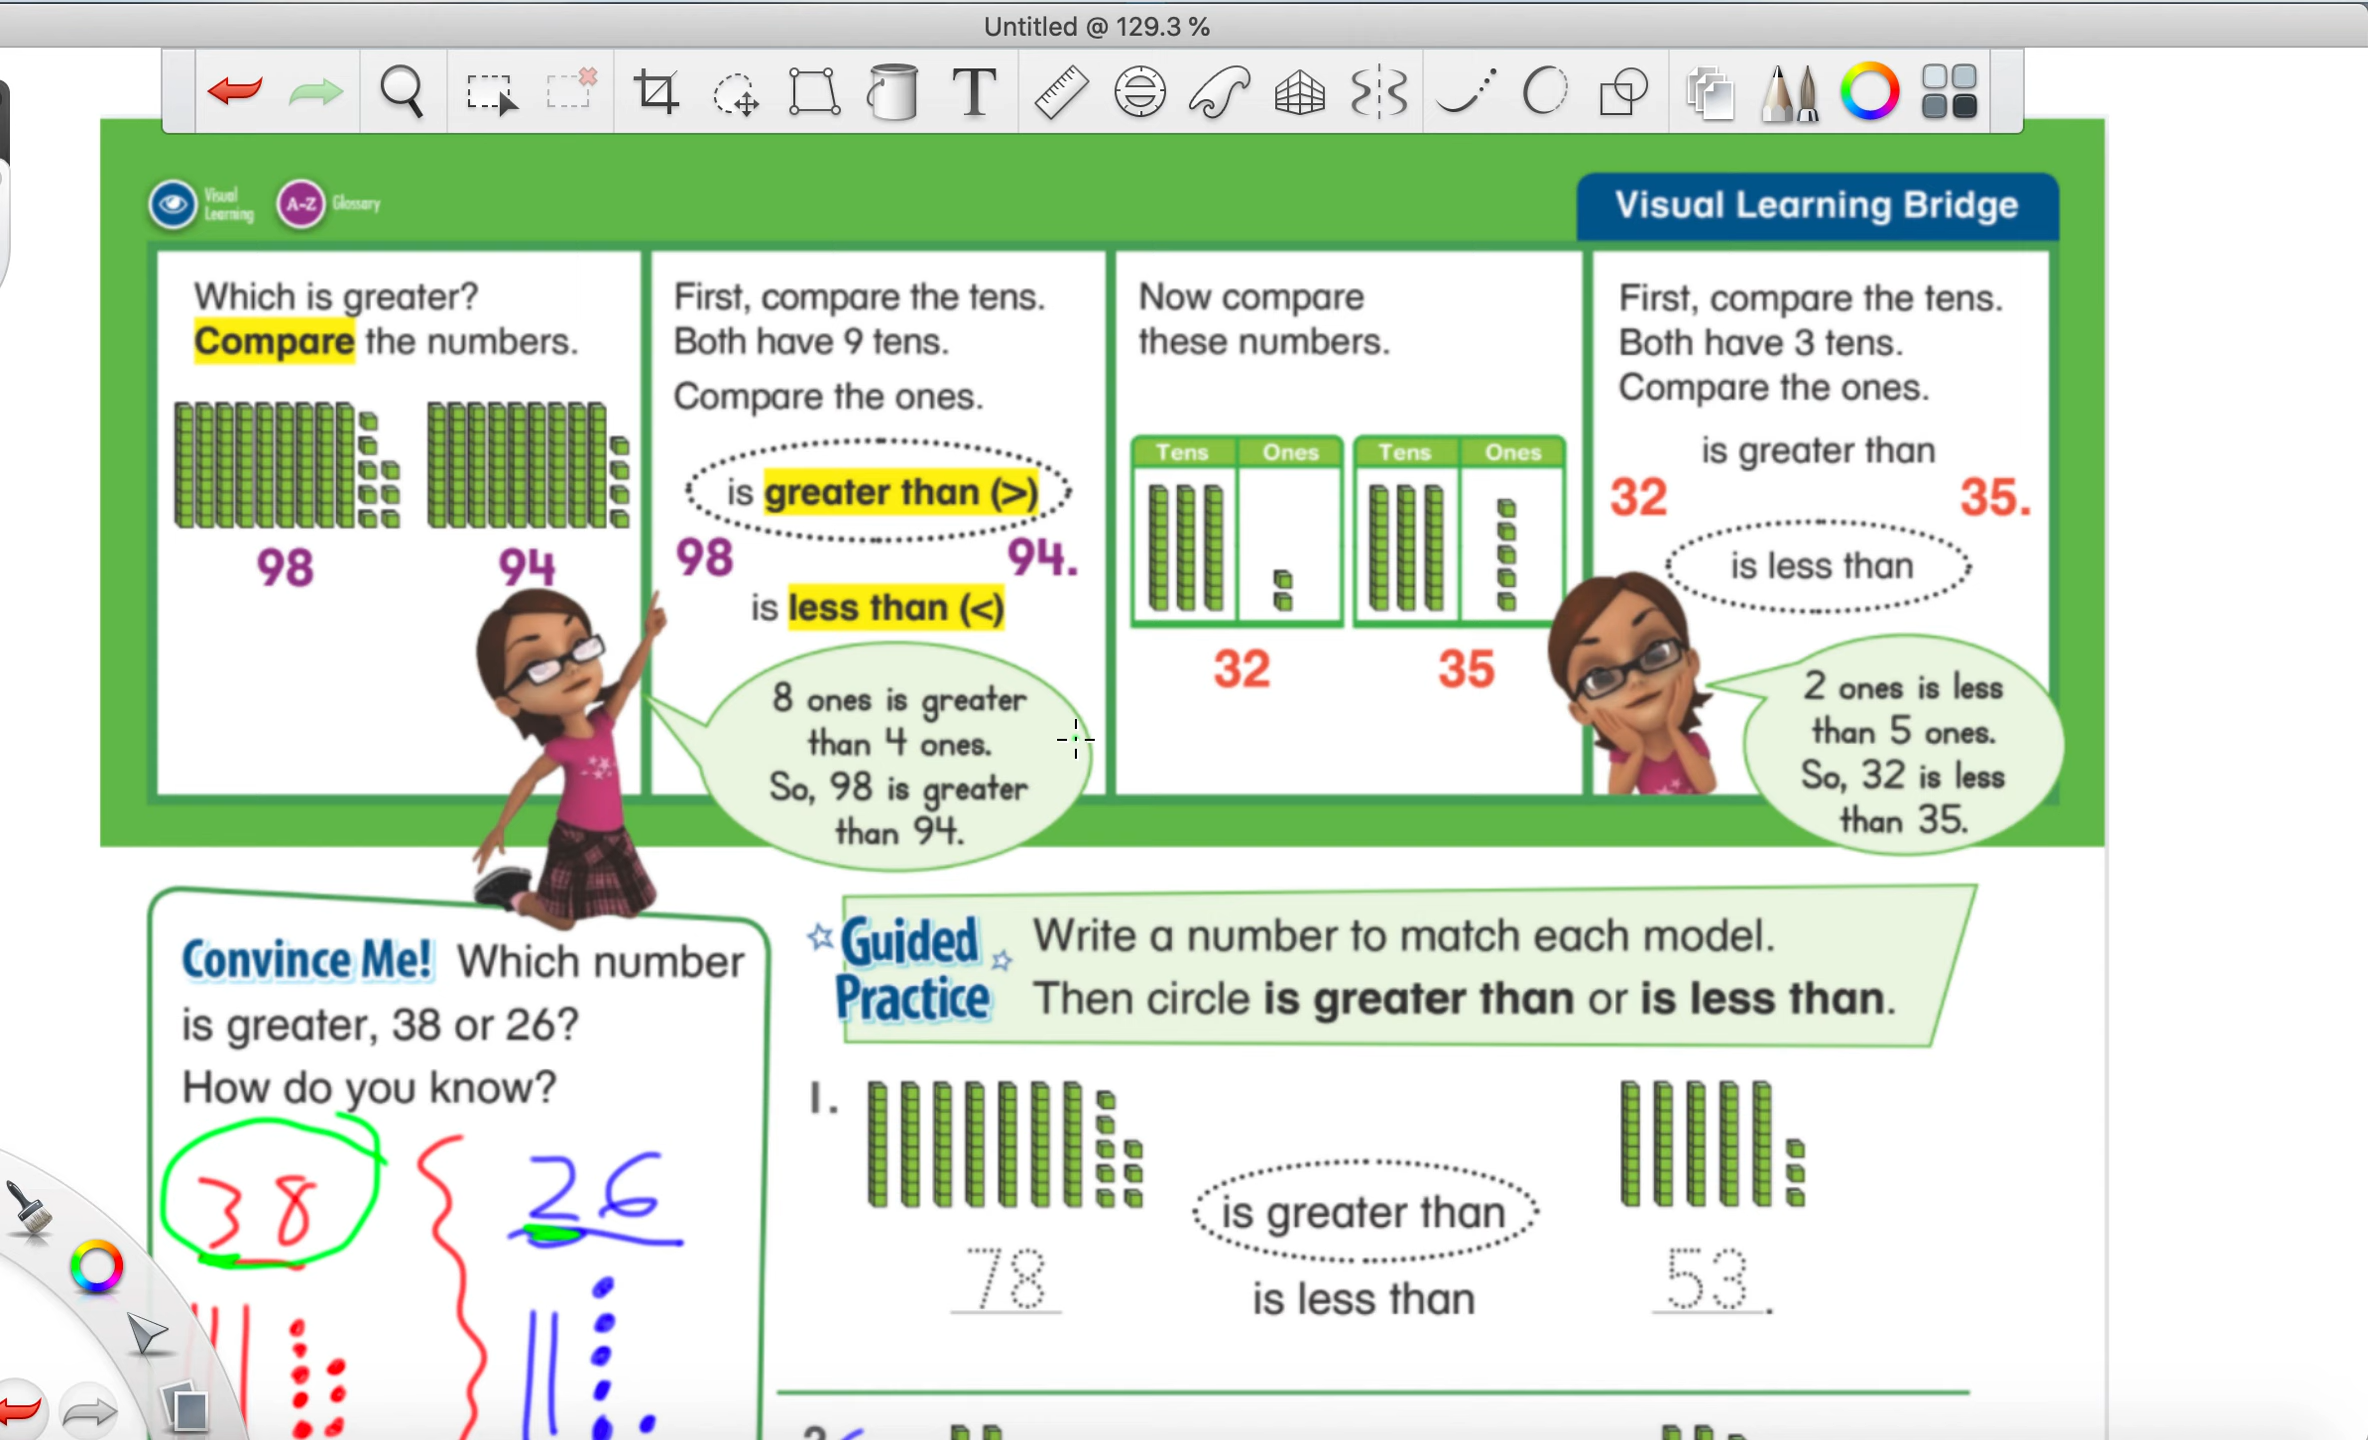 Untitled @ 129.3 %
Visual Learning
A-Z Glossary
Visual Learning Bridge
Which is greater?
Compare the numbers.
98 94
First, compare the tens.
Both have 9 tens.
Compare the ones.
is greater than (>)
98 94.
is less than (<)
8 ones is greater
than 4 ones.
So, 98 is greater
than 94.
Now compare
these numbers.
Tens Ones Tens Ones
32 35
First, compare the tens.
Both have 3 tens.
Compare the ones.
is greater than
32 35.
is less than
2 ones is less
than 5 ones.
So, 32 is less
than 35.
Convince Me! Which number
is greater, 38 or 26?
How do you know?
38 26
Guided Practice
Write a number to match each model.
Then circle is greater than or is less than.
1.
is greater than
78 53.
is less than